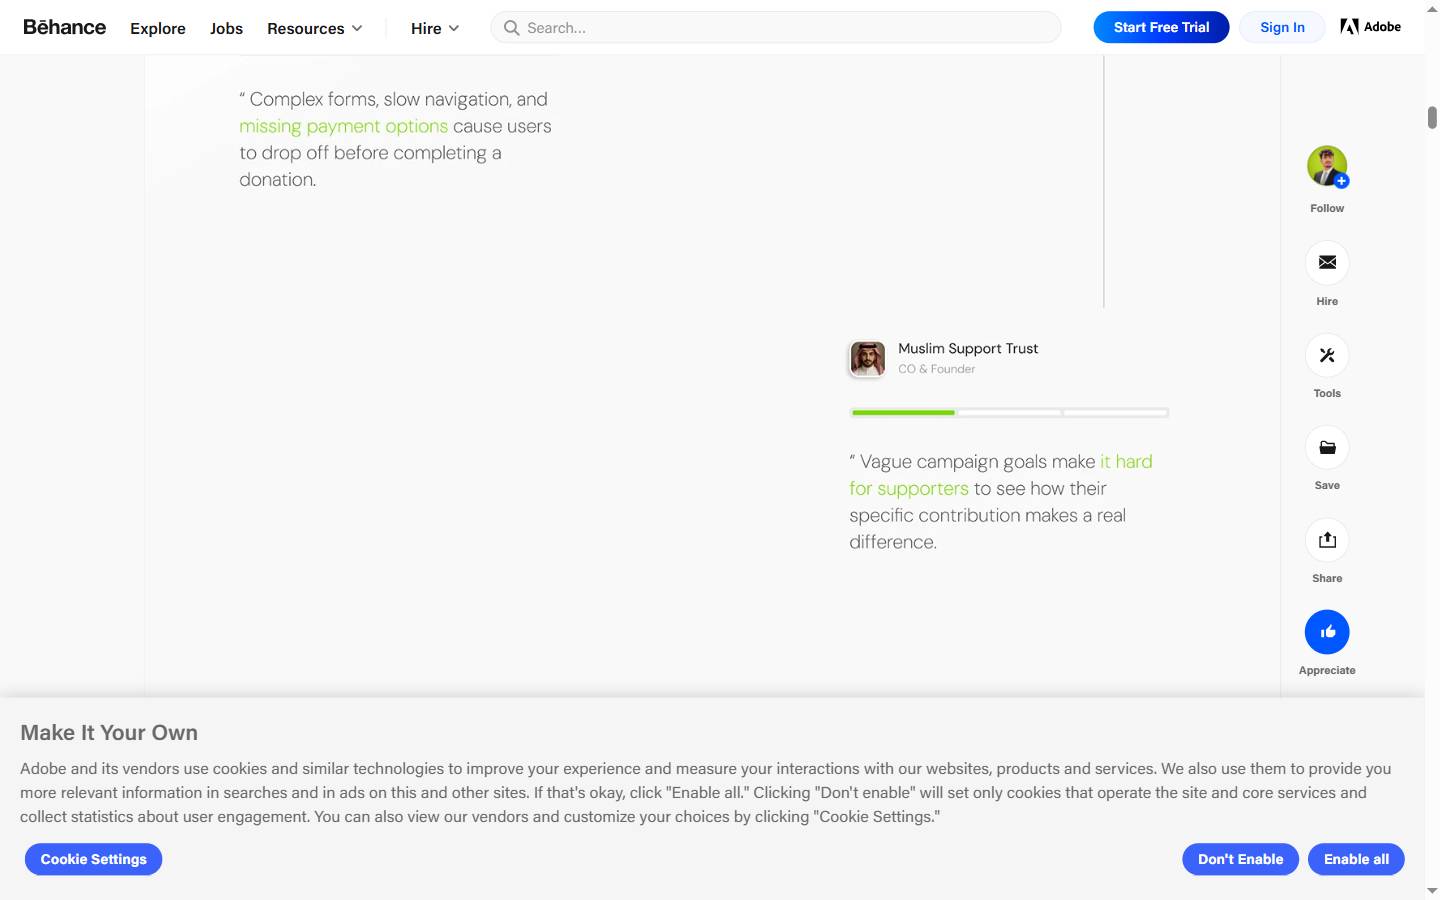 Bēhance
Explore
Jobs
Resources
Hire
Search...
Start Free Trial
Sign In
Adobe
“ Complex forms, slow navigation, and
missing payment options cause users
to drop off before completing a
donation.
Follow
Hire
Muslim Support Trust
CO & Founder
Tools
“ Vague campaign goals make it hard
for supporters to see how their
specific contribution makes a real
difference.
Save
Share
Appreciate
Make It Your Own
Adobe and its vendors use cookies and similar technologies to improve your experience and measure your interactions with our websites, products and services. We also use them to provide you
more relevant information in searches and in ads on this and other sites. If that's okay, click "Enable all." Clicking "Don't enable" will set only cookies that operate the site and core services and
collect statistics about user engagement. You can also view our vendors and customize your choices by clicking "Cookie Settings."
Cookie Settings
Don't Enable
Enable all